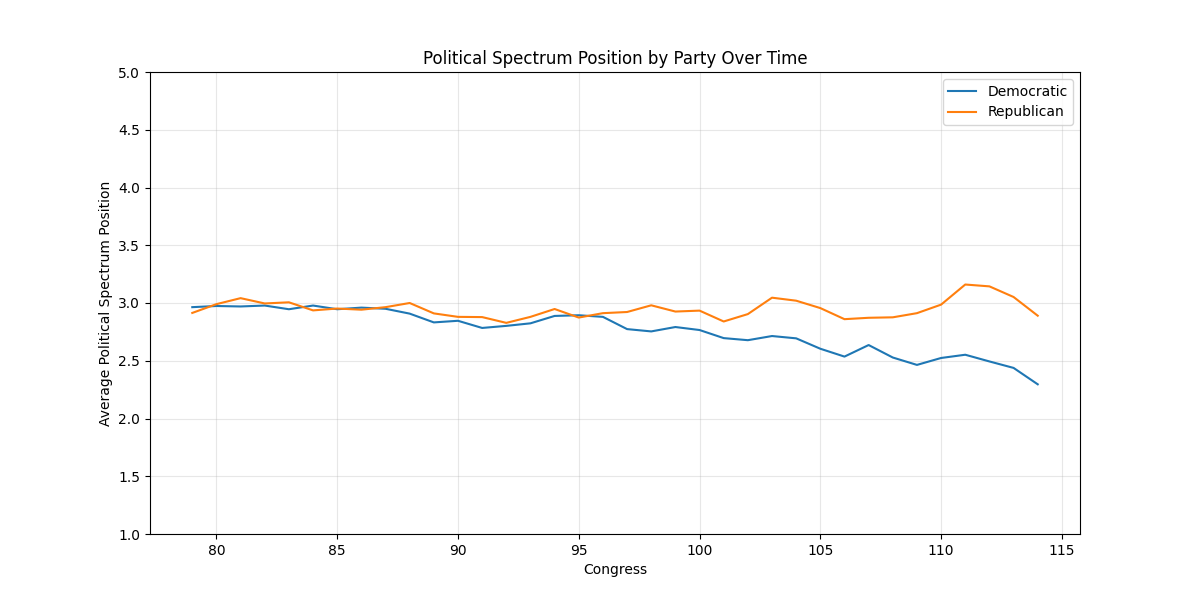 Political Spectrum Position by Party Over Time
Democratic
Republican
Average Political Spectrum Position
5.0
4.5
4.0
3.5
3.0
2.5
2.0
1.5
1.0
80 85 90 95 100 105 110 115
Congress